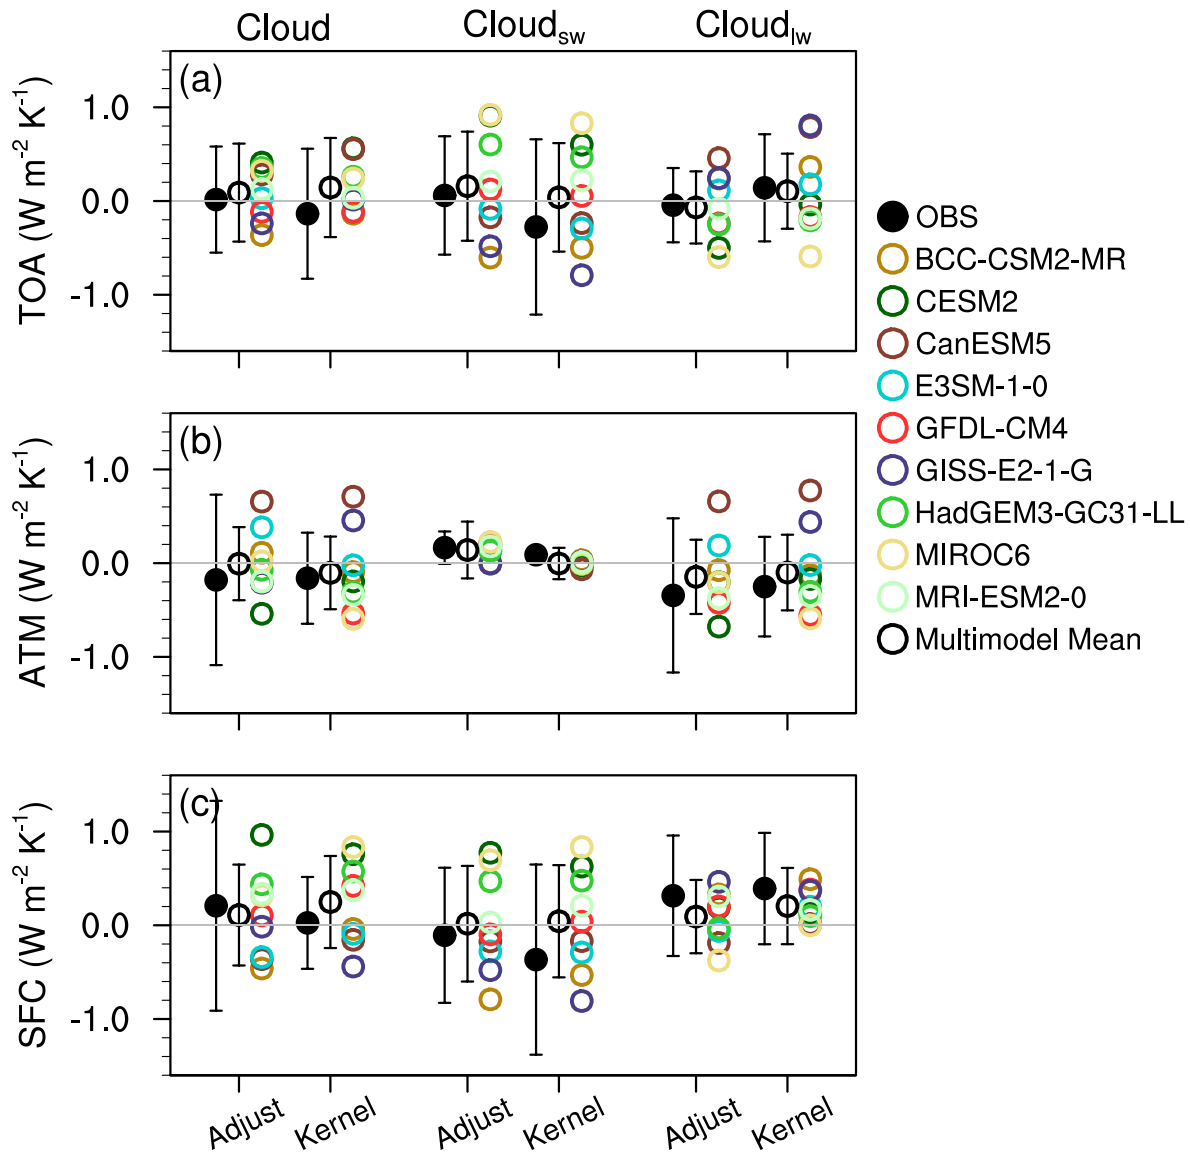 Cloud Cloud_sw Cloud_lw
(a)
TOA (W m⁻² K⁻¹)
1.0
0.0
-1.0
(b)
ATM (W m⁻² K⁻¹)
1.0
0.0
-1.0
(c)
SFC (W m⁻² K⁻¹)
1.0
0.0
-1.0
Adjust Kernel Adjust Kernel Adjust Kernel
OBS
BCC-CSM2-MR
CESM2
CanESM5
E3SM-1-0
GFDL-CM4
GISS-E2-1-G
HadGEM3-GC31-LL
MIROC6
MRI-ESM2-0
Multimodel Mean